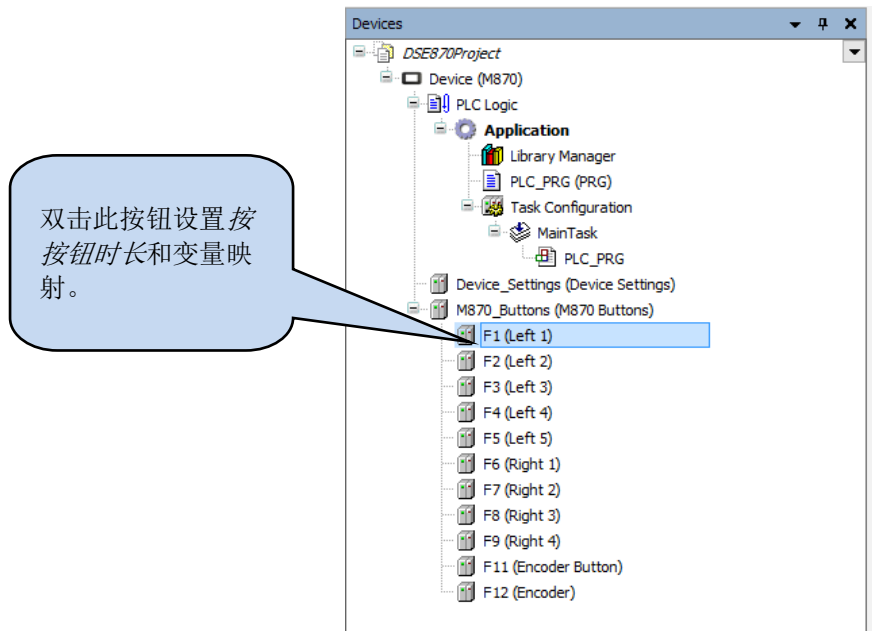 Devices
DSE870Project
Device (M870)
PLC Logic
Application
Library Manager
PLC_PRG (PRG)
Task Configuration
MainTask
PLC_PRG
Device_Settings (Device Settings)
M870_Buttons (M870 Buttons)
F1 (Left 1)
F2 (Left 2)
F3 (Left 3)
F4 (Left 4)
F5 (Left 5)
F6 (Right 1)
F7 (Right 2)
F8 (Right 3)
F9 (Right 4)
F11 (Encoder Button)
F12 (Encoder)
双击此按钮设置按
按钮时长和变量映
射。